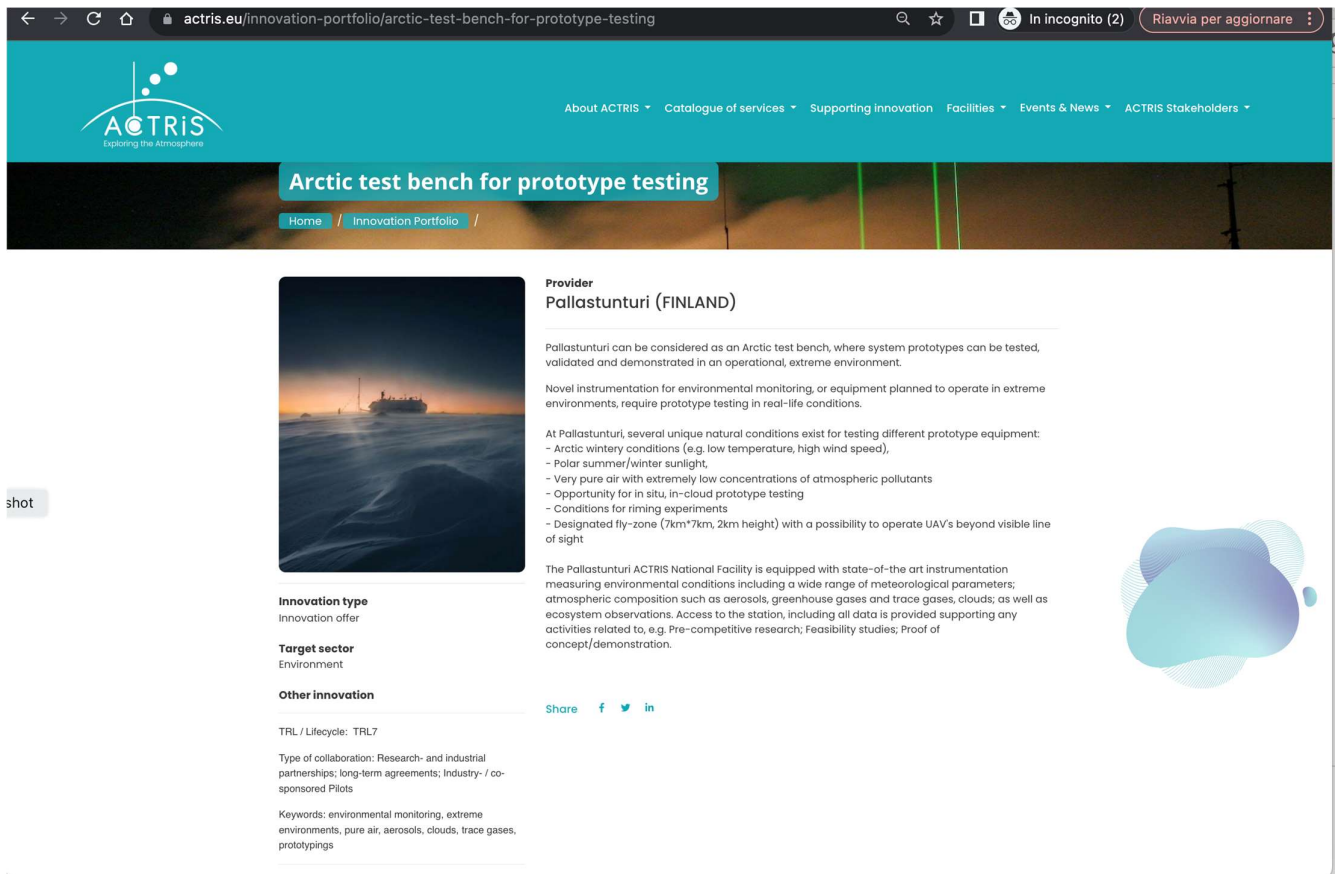 actris.eu/innovation-portfolio/arctic-test-bench-for-prototype-testing
In incognito (2)
Riavvia per aggiornare
ACTRiS
Exploring the Atmosphere
About ACTRIS
Catalogue of services
Supporting innovation
Facilities
Events & News
ACTRIS Stakeholders
Arctic test bench for prototype testing
Home / Innovation Portfolio /
shot
Innovation type
Innovation offer
Target sector
Environment
Other innovation
TRL / Lifecycle: TRL7
Type of collaboration: Research- and industrial
partnerships; long-term agreements; Industry- / co-
sponsored Pilots
Keywords: environmental monitoring, extreme
environments, pure air, aerosols, clouds, trace gases,
prototypings
Provider
Pallastunturi (FINLAND)
Pallastunturi can be considered as an Arctic test bench, where system prototypes can be tested,
validated and demonstrated in an operational, extreme environment.
Novel instrumentation for environmental monitoring, or equipment planned to operate in extreme
environments, require prototype testing in real-life conditions.
At Pallastunturi, several unique natural conditions exist for testing different prototype equipment:
- Arctic wintery conditions (e.g. low temperature, high wind speed),
- Polar summer/winter sunlight,
- Very pure air with extremely low concentrations of atmospheric pollutants
- Opportunity for in situ, in-cloud prototype testing
- Conditions for riming experiments
- Designated fly-zone (7km*7km, 2km height) with a possibility to operate UAV's beyond visible line
of sight
The Pallastunturi ACTRIS National Facility is equipped with state-of-the art instrumentation
measuring environmental conditions including a wide range of meteorological parameters;
atmospheric composition such as aerosols, greenhouse gases and trace gases, clouds; as well as
ecosystem observations. Access to the station, including all data is provided supporting any
activities related to, e.g. Pre-competitive research; Feasibility studies; Proof of
concept/demonstration.
Share